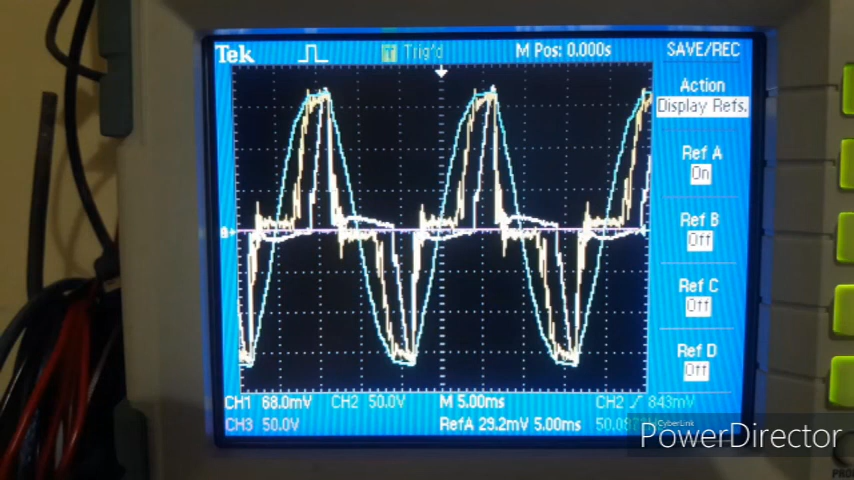 Tek
T Trig'd
M Pos: 0.000s
SAVE/REC
Action
Display Refs.
Ref A
On
Ref B
Off
Ref C
Off
Ref D
Off
CH1 68.0mV CH2 50.0V M 5.00ms CH2 843mV
CH3 50.0V RefA 29.2mV 5.00ms
CyberLink
PowerDirector